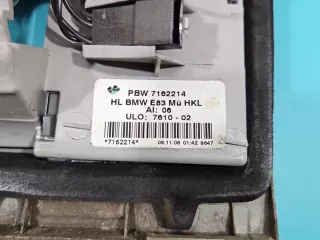 PBW 7162214
HL BMW E83 Mü HKL
AI: 06
ULO: 7610 - 02
*7162214*
09.11.06 01:42 9647